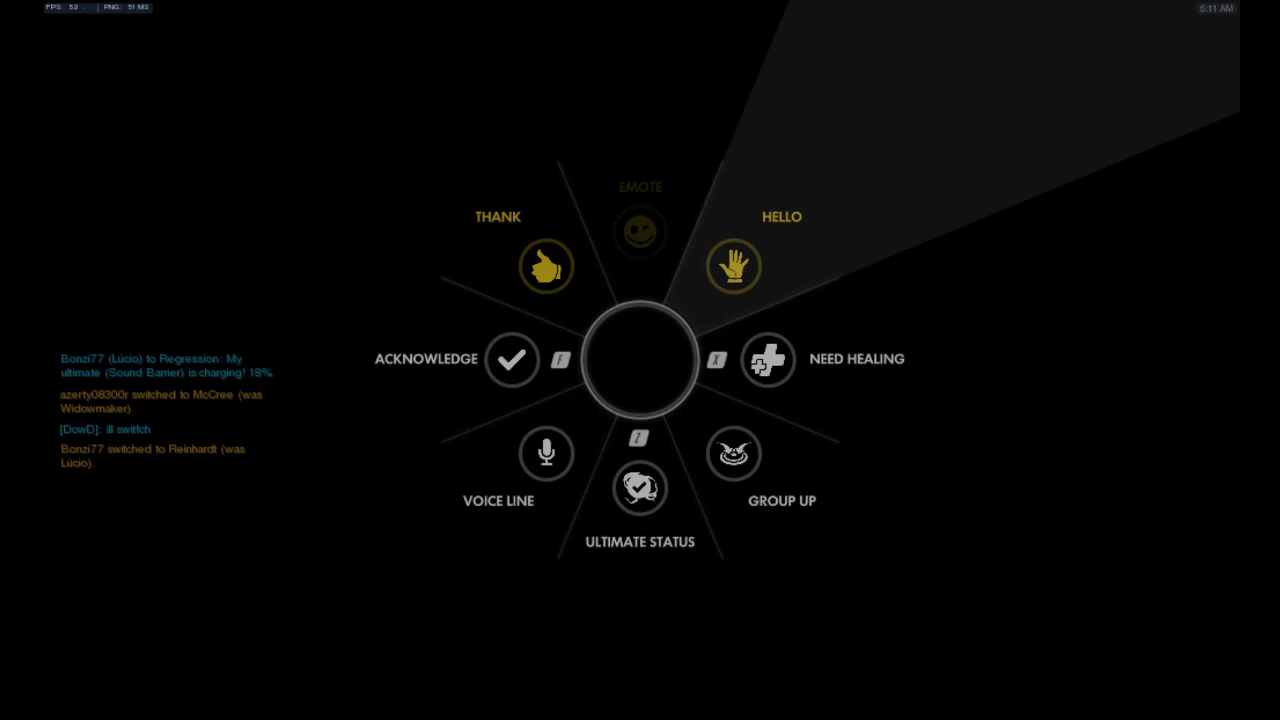 FPS: 52 . | PNG: 51 MS
5:11 AM
EMOTE
THANK
HELLO
ACKNOWLEDGE
F
X
NEED HEALING
Z
VOICE LINE
GROUP UP
ULTIMATE STATUS
Bonzi77 (Lúcio) to Regression: My
ultimate (Sound Barrier) is charging! 18%.
azerty08300r switched to McCree (was
Widowmaker).
[DowD]: ill switfch
Bonzi77 switched to Reinhardt (was
Lúcio).